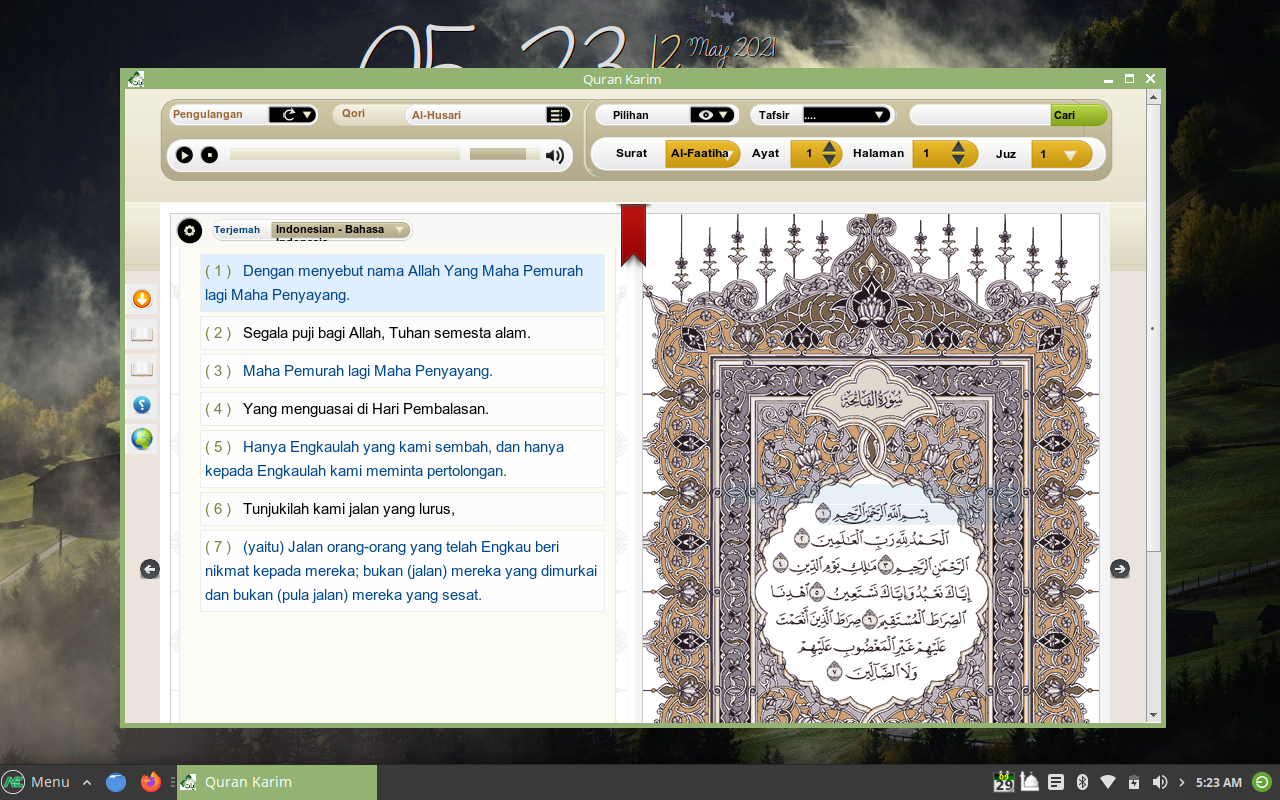 05 23 12 May 2021
Quran Karim
Pengulangan
Qori
Al-Husari
Pilihan
Tafsir
....
Cari
Surat
Al-Faatiha
Ayat
1
Halaman
1
Juz
1
Terjemah
Indonesian - Bahasa
Indonesia
( 1 ) Dengan menyebut nama Allah Yang Maha Pemurah
lagi Maha Penyayang.
( 2 ) Segala puji bagi Allah, Tuhan semesta alam.
( 3 ) Maha Pemurah lagi Maha Penyayang.
( 4 ) Yang menguasai di Hari Pembalasan.
( 5 ) Hanya Engkaulah yang kami sembah, dan hanya
kepada Engkaulah kami meminta pertolongan.
( 6 ) Tunjukilah kami jalan yang lurus,
( 7 ) (yaitu) Jalan orang-orang yang telah Engkau beri
nikmat kepada mereka; bukan (jalan) mereka yang dimurkai
dan bukan (pula jalan) mereka yang sesat.
سُورَةُ الفَاتِحَةِ
بِسْمِ ٱللَّهِ ٱلرَّحْمَٰنِ ٱلرَّحِيمِ ١
ٱلْحَمْدُ لِلَّهِ رَبِّ ٱلْعَٰلَمِينَ ٢
ٱلرَّحْمَٰنِ ٱلرَّحِيمِ ٣ مَٰلِكِ يَوْمِ ٱلدِّينِ ٤
إِيَّاكَ نَعْبُدُ وَإِيَّاكَ نَسْتَعِينُ ٥ ٱهْدِنَا
ٱلصِّرَٰطَ ٱلْمُسْتَقِيمَ ٦ صِرَٰطَ ٱلَّذِينَ أَنْعَمْتَ
عَلَيْهِمْ غَيْرِ ٱلْمَغْضُوبِ عَلَيْهِمْ
وَلَا ٱلضَّآلِّينَ ٧
Menu
Quran Karim
29
5:23 AM